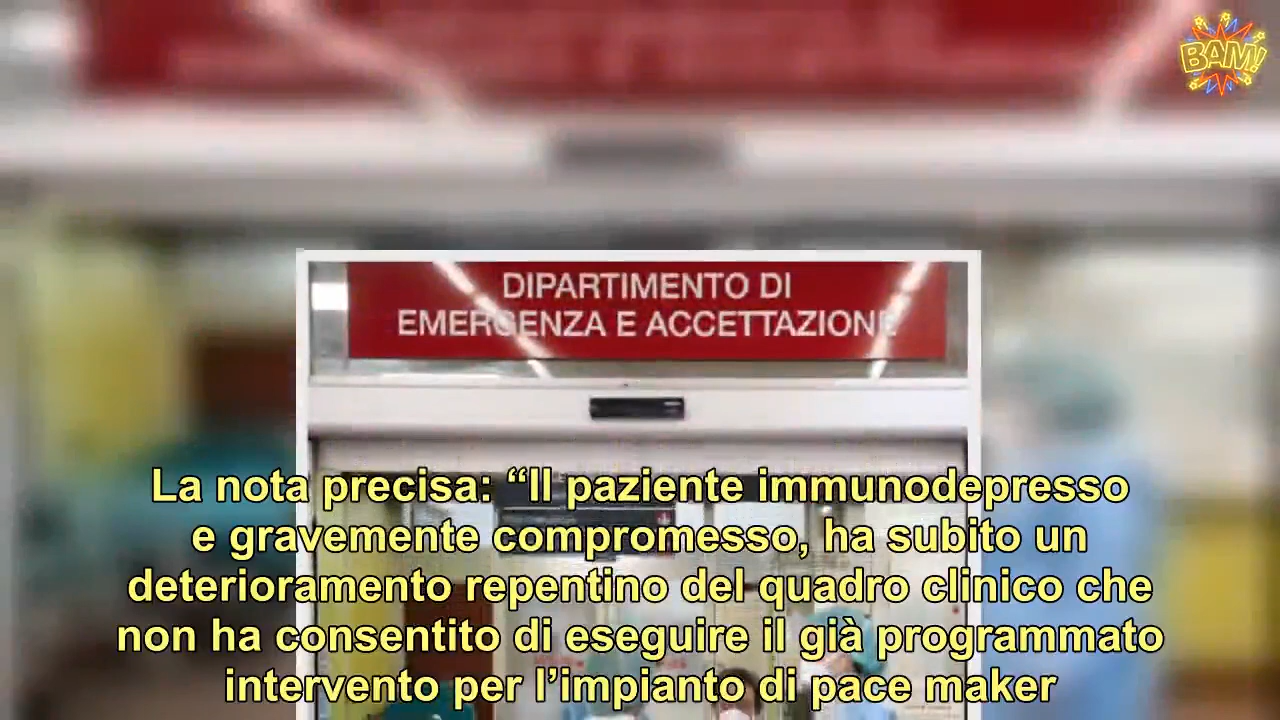 BAM!
DIPARTIMENTO DI
EMERGENZA E ACCETTAZIONE
La nota precisa: “Il paziente immunodepresso
e gravemente compromesso, ha subito un
deterioramento repentino del quadro clinico che
non ha consentito di eseguire il già programmato
intervento per l’impianto di pace maker